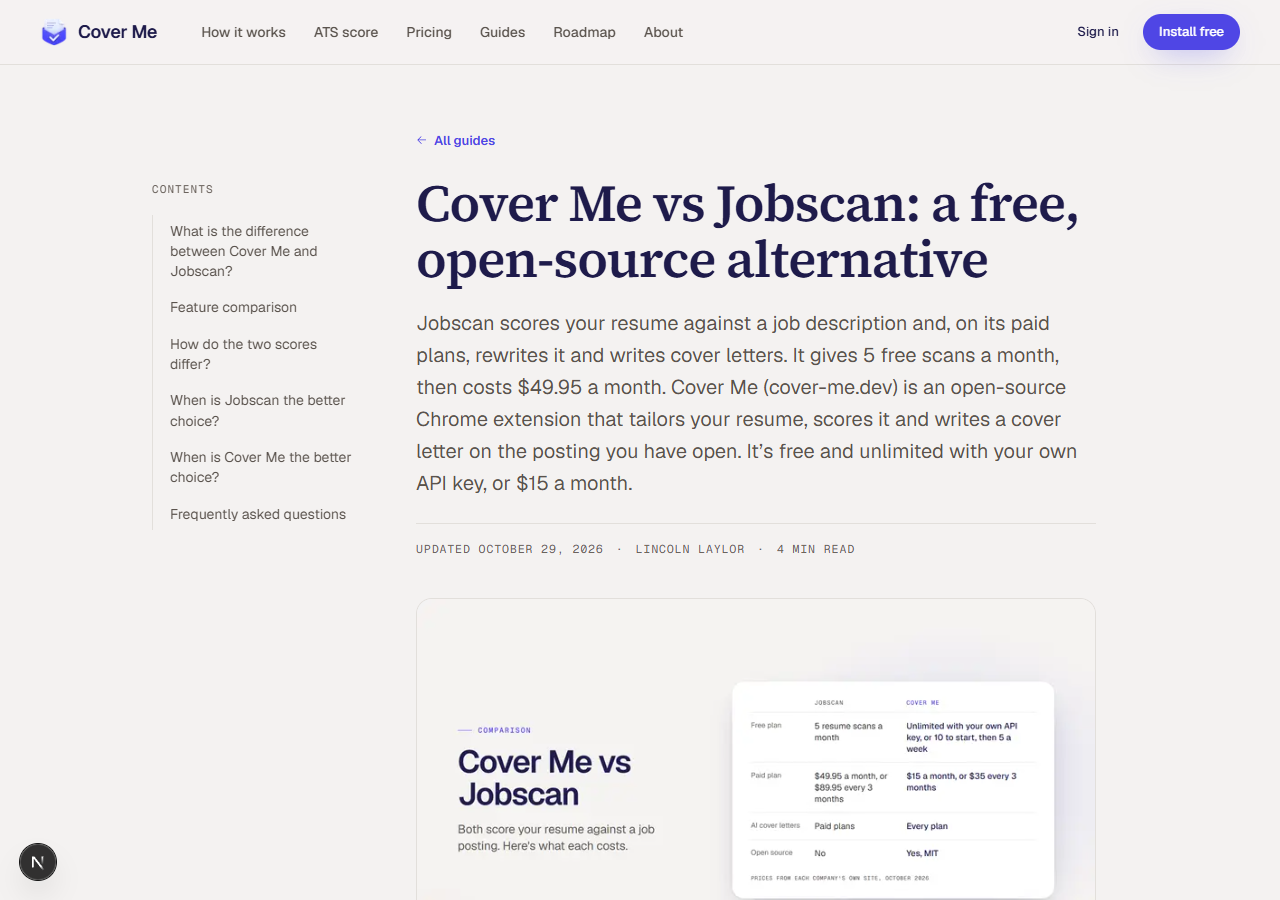 Cover Me
How it works
ATS score
Pricing
Guides
Roadmap
About
Sign in
Install free
← All guides
CONTENTS
What is the difference
between Cover Me and
Jobscan?
Feature comparison
How do the two scores
differ?
When is Jobscan the better
choice?
When is Cover Me the better
choice?
Frequently asked questions
Cover Me vs Jobscan: a free,
open-source alternative
Jobscan scores your resume against a job description and, on its paid
plans, rewrites it and writes cover letters. It gives 5 free scans a month,
then costs $49.95 a month. Cover Me (cover-me.dev) is an open-source
Chrome extension that tailors your resume, scores it and writes a cover
letter on the posting you have open. It’s free and unlimited with your own
API key, or $15 a month.
UPDATED OCTOBER 29, 2026 · LINCOLN LAYLOR · 4 MIN READ
COMPARISON
Cover Me vs
Jobscan
Both score your resume against a job
posting. Here's what each costs.
JOBSCAN COVER ME
Free plan
5 resume scans a
month
Unlimited with your own API
key, or 10 to start, then 5 a
week
Paid plan
$49.95 a month, or
$89.95 every 3
months
$15 a month, or $35 every 3
months
AI cover letters Paid plans Every plan
Open source No Yes, MIT
PRICES FROM EACH COMPANY'S OWN SITE, OCTOBER 2026
N